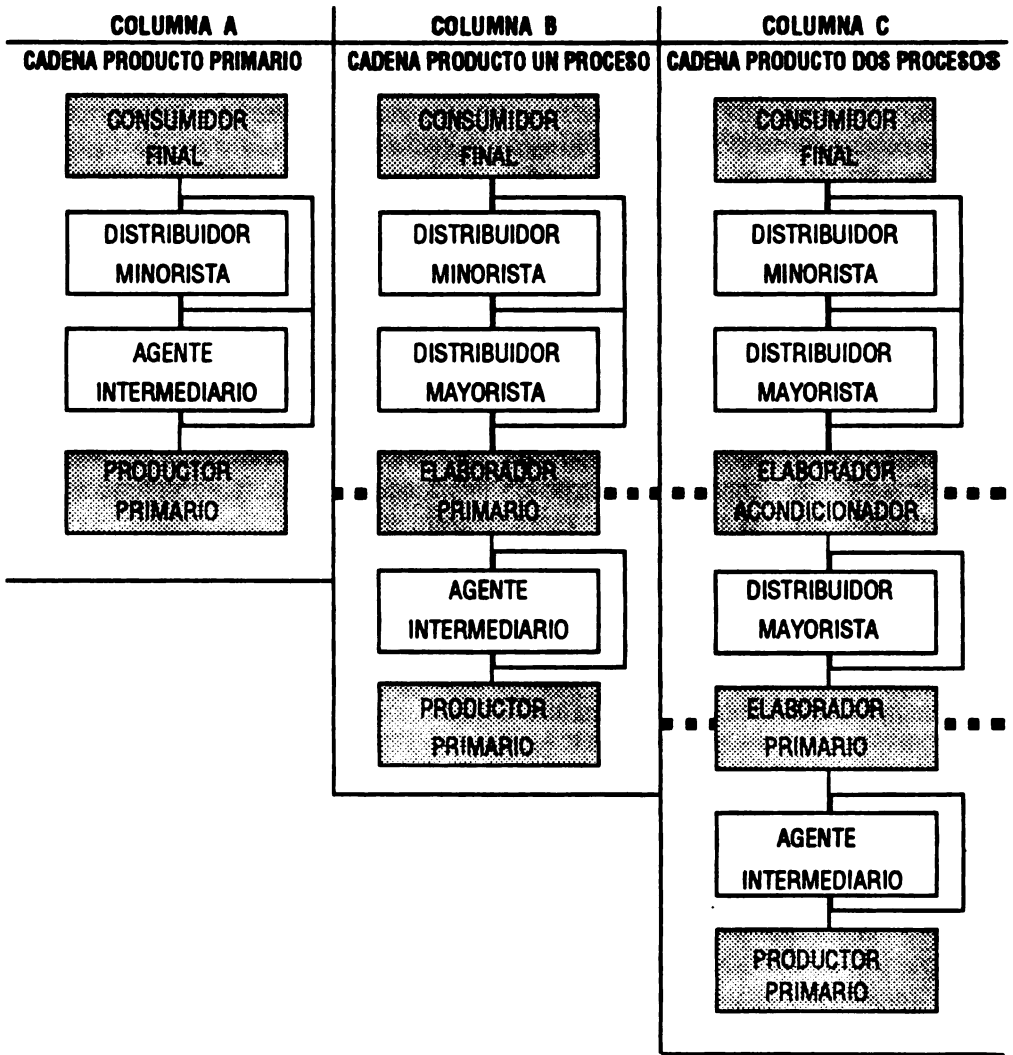 COLUMNA A
CADENA PRODUCTO PRIMARIO
CONSUMIDOR
FINAL
DISTRIBUIDOR
MINORISTA
AGENTE
INTERMEDIARIO
PRODUCTOR
PRIMARIO
COLUMNA B
CADENA PRODUCTO UN PROCESO
CONSUMIDOR
FINAL
DISTRIBUIDOR
MINORISTA
DISTRIBUIDOR
MAYORISTA
ELABORADOR
PRIMARIO
AGENTE
INTERMEDIARIO
PRODUCTOR
PRIMARIO
COLUMNA C
CADENA PRODUCTO DOS PROCESOS
CONSUMIDOR
FINAL
DISTRIBUIDOR
MINORISTA
DISTRIBUIDOR
MAYORISTA
ELABORADOR
ACONDICIONADOR
DISTRIBUIDOR
MAYORISTA
ELABORADOR
PRIMARIO
AGENTE
INTERMEDIARIO
PRODUCTOR
PRIMARIO